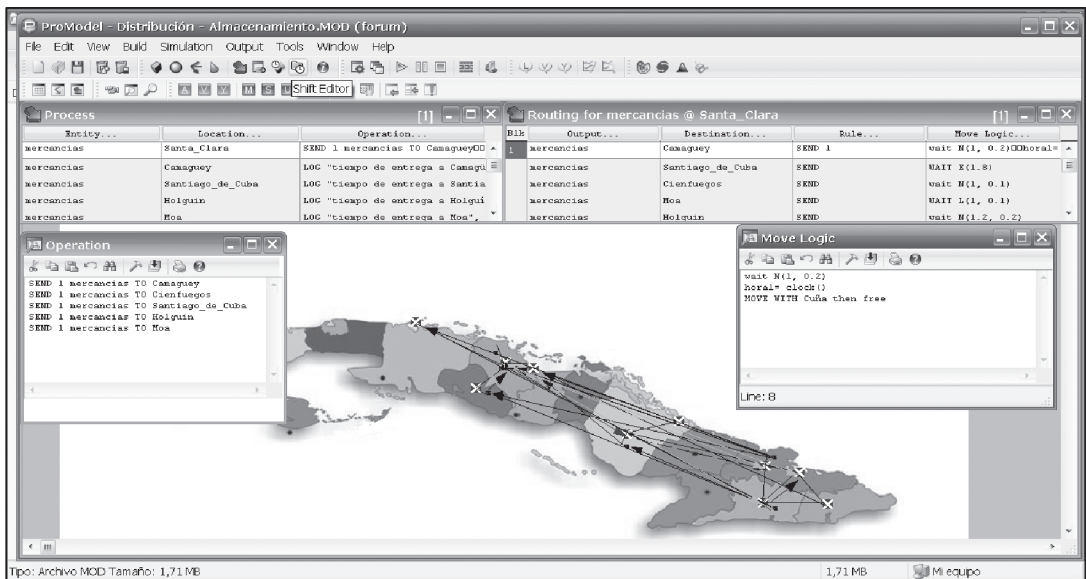 ProModel - Distribución - Almacenamiento.MOD (forum)
File Edit View Build Simulation Output Tools Window Help
Shift Editor
Process [1]
Entity... Location... Operation...
mercancias Santa_Clara SEND 1 mercancias TO Camaguey
mercancias Camaguey LOG "tiempo de entrega a Camagü
mercancias Santiago_de_Cuba LOG "tiempo de entrega a Santia
mercancias Holguin LOG "tiempo de entrega a Holguí
mercancias Moa LOG "tiempo de entrega a Moa",
Routing for mercancias @ Santa_Clara [1]
Blk Output... Destination... Rule... Move Logic...
1 mercancias Camaguey SEND 1 wait N(1, 0.2)□□horal=
mercancias Santiago_de_Cuba SEND WAIT E(1.8)
mercancias Cienfuegos SEND wait N(1, 0.1)
mercancias Moa SEND WAIT L(1, 0.1)
mercancias Holguin SEND wait N(1.2, 0.2)
Operation
SEND 1 mercancias TO Camaguey
SEND 1 mercancias TO Cienfuegos
SEND 1 mercancias TO Santiago_de_Cuba
SEND 1 mercancias TO Holguin
SEND 1 mercancias TO Moa
Move Logic
wait N(1, 0.2)
horal= clock()
MOVE WITH Cuña then free
Line: 8
Tipo: Archivo MOD Tamaño: 1,71 MB 1,71 MB Mi equipo